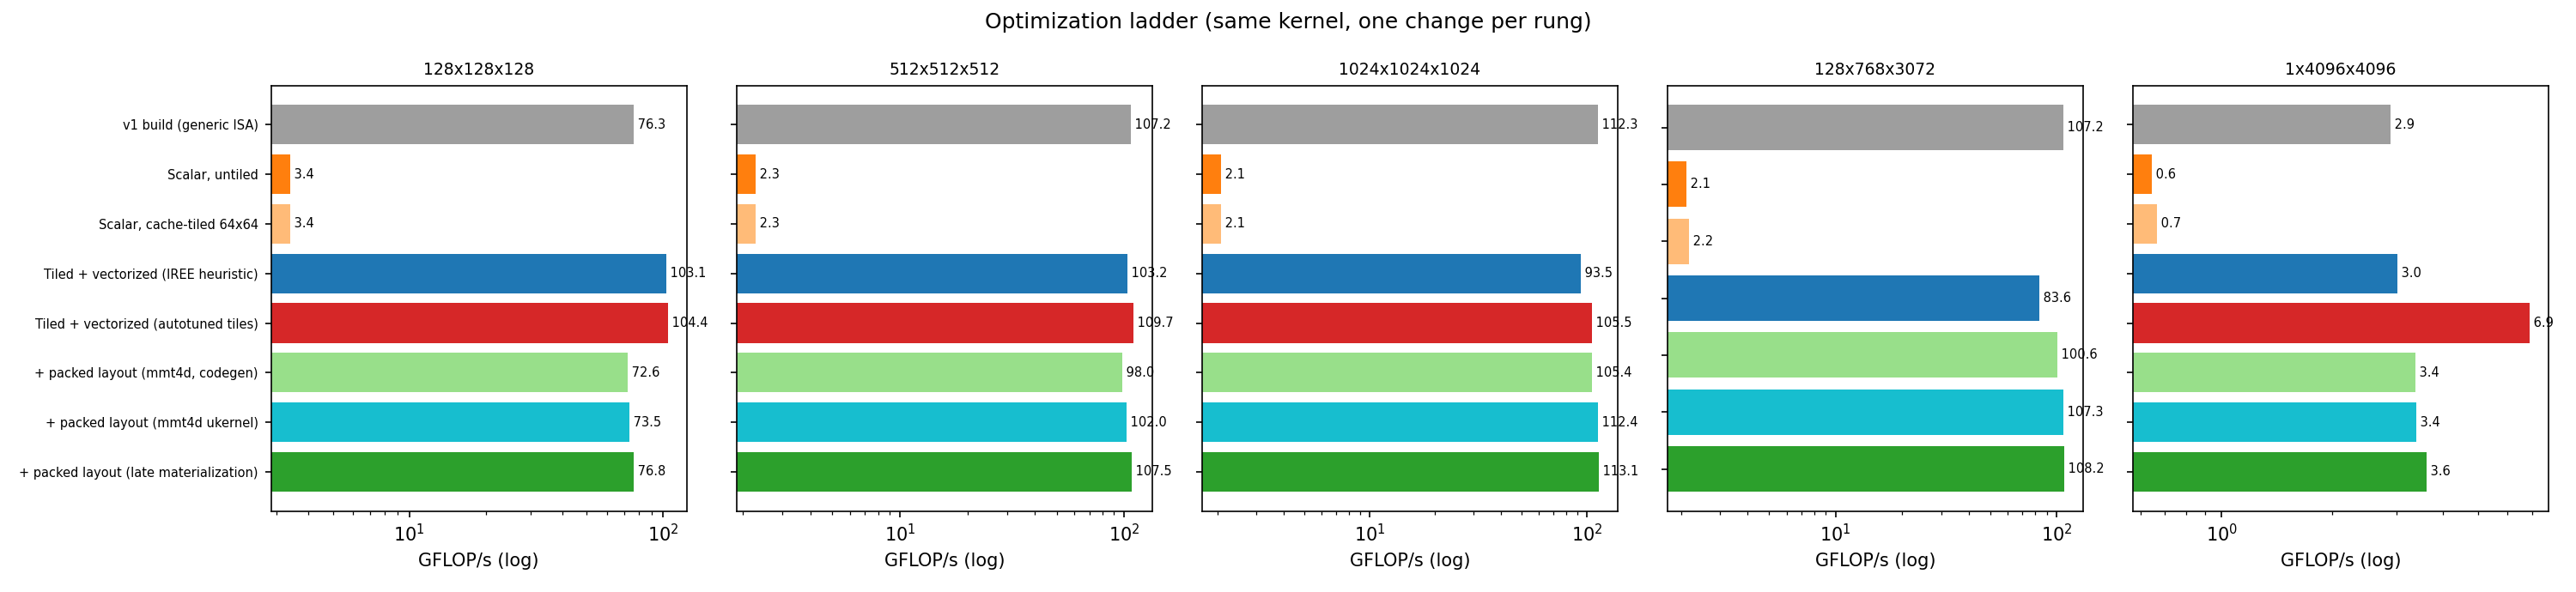 Optimization ladder (same kernel, one change per rung)
128x128x128
v1 build (generic ISA)
Scalar, untiled
Scalar, cache-tiled 64x64
Tiled + vectorized (IREE heuristic)
Tiled + vectorized (autotuned tiles)
+ packed layout (mmt4d, codegen)
+ packed layout (mmt4d ukernel)
+ packed layout (late materialization)
76.3
3.4
3.4
103.1
104.4
72.6
73.5
76.8
10¹ 10²
GFLOP/s (log)
512x512x512
107.2
2.3
2.3
103.2
109.7
98.0
102.0
107.5
10¹ 10²
GFLOP/s (log)
1024x1024x1024
112.3
2.1
2.1
93.5
105.5
105.4
112.4
113.1
10¹ 10²
GFLOP/s (log)
128x768x3072
107.2
2.1
2.2
83.6
100.6
107.3
108.2
10¹ 10²
GFLOP/s (log)
1x4096x4096
2.9
0.6
0.7
3.0
6.9
3.4
3.4
3.6
10⁰
GFLOP/s (log)